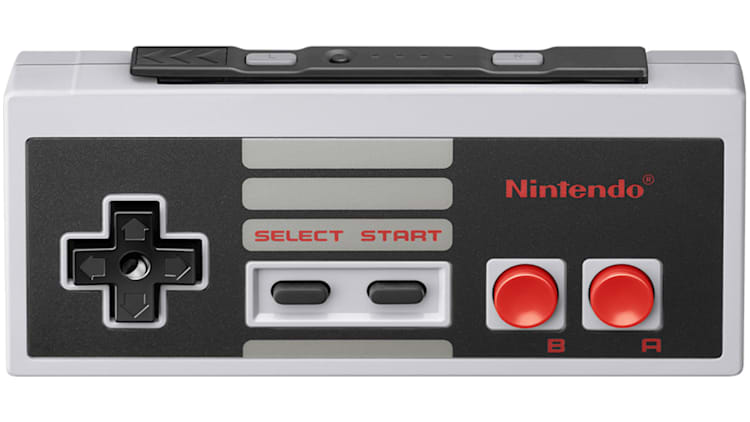 L R
Nintendo®
SELECT START
B A